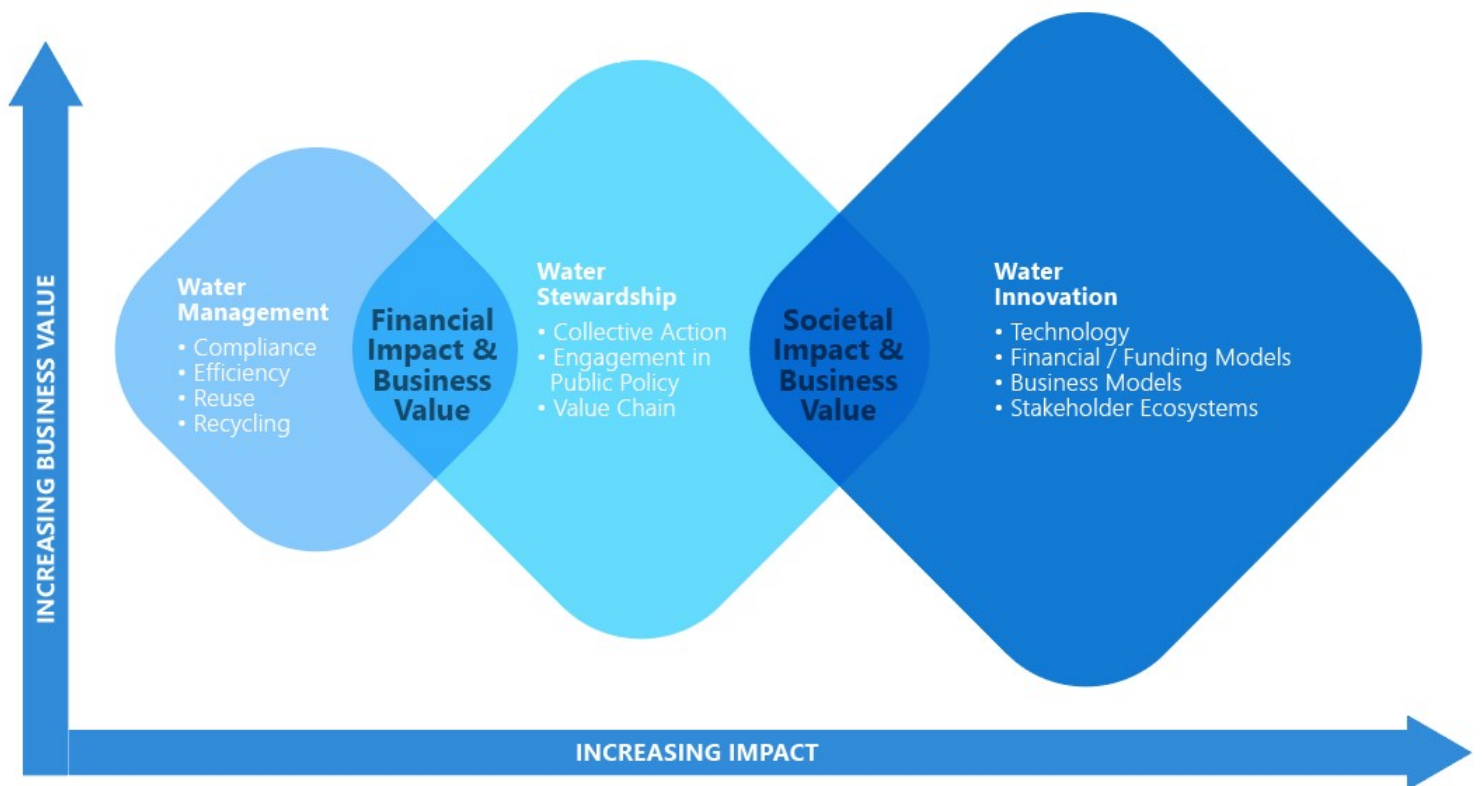 INCREASING BUSINESS VALUE
Water
Management
• Compliance
• Efficiency
• Reuse
• Recycling
Financial
Impact &
Business
Value
Water
Stewardship
• Collective Action
• Engagement in
Public Policy
• Value Chain
Societal
Impact &
Business
Value
Water
Innovation
• Technology
• Financial / Funding Models
• Business Models
• Stakeholder Ecosystems
INCREASING IMPACT